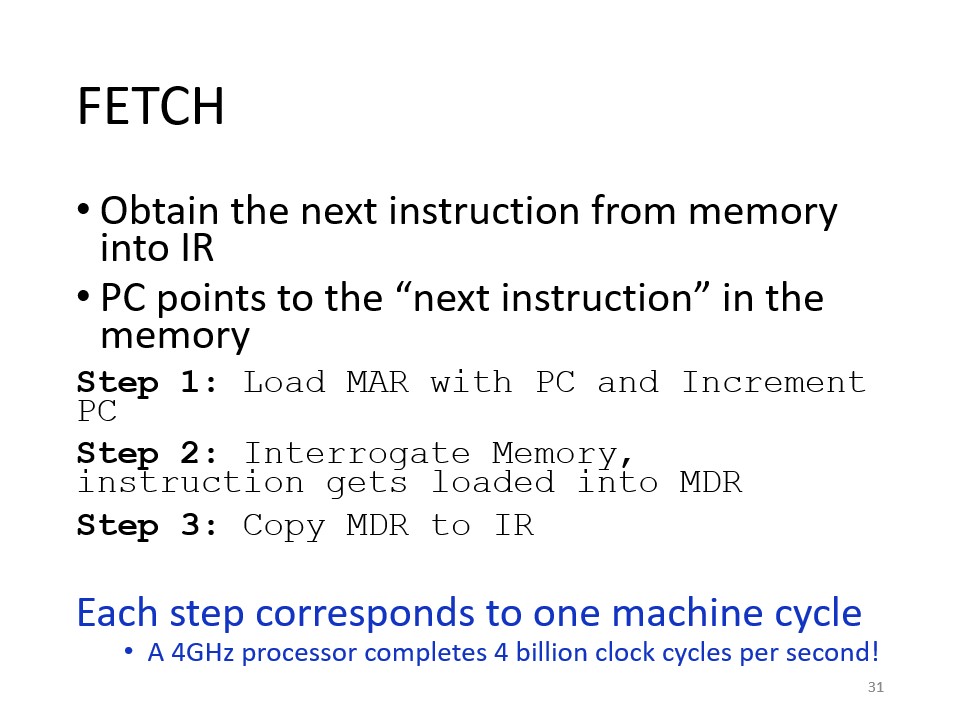 FETCH
• Obtain the next instruction from memory
into IR
• PC points to the “next instruction” in the
memory
Step 1: Load MAR with PC and Increment
PC
Step 2: Interrogate Memory,
instruction gets loaded into MDR
Step 3: Copy MDR to IR
Each step corresponds to one machine cycle
• A 4GHz processor completes 4 billion clock cycles per second!
31